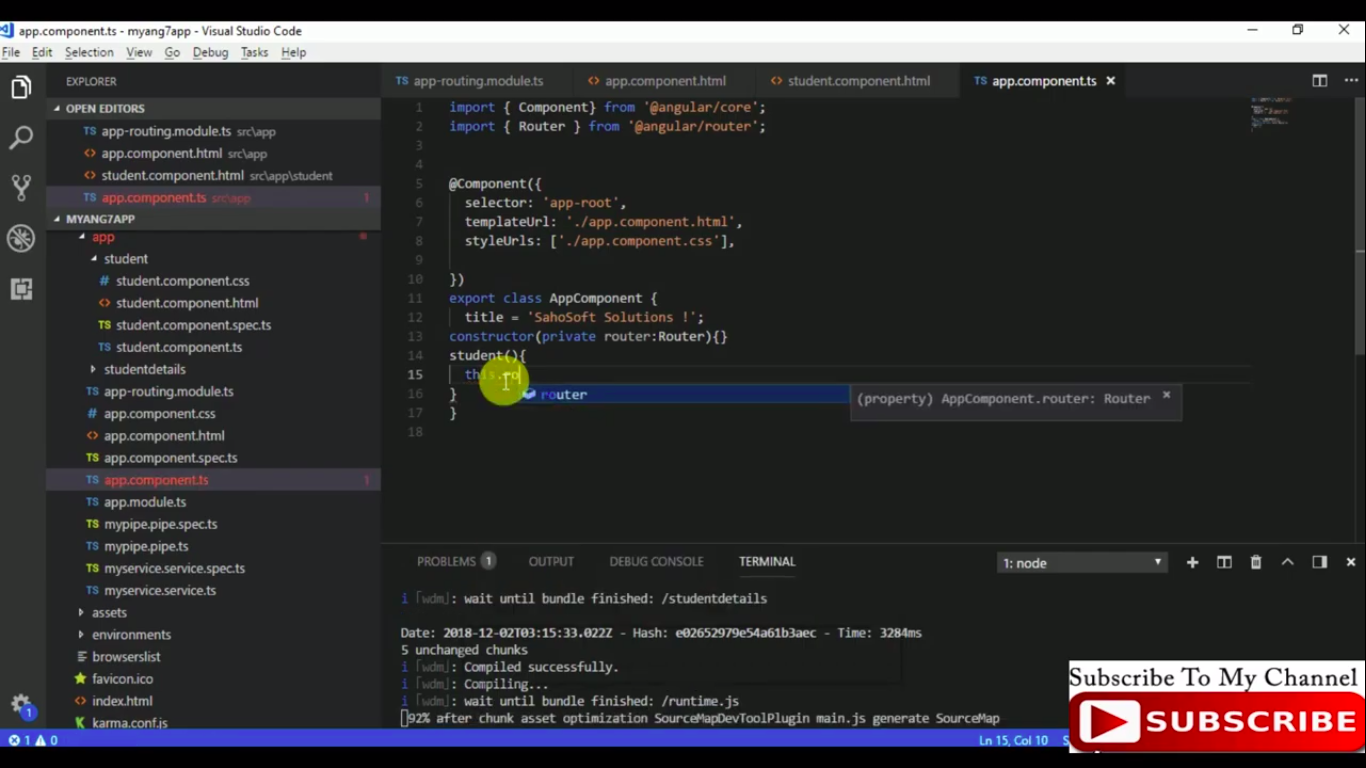 app.component.ts - myang7app - Visual Studio Code
File Edit Selection View Go Debug Tasks Help
EXPLORER
OPEN EDITORS
TS app-routing.module.ts src\app
<> app.component.html src\app
<> student.component.html src\app\student
TS app.component.ts src\app 1
MYANG7APP
app
student
# student.component.css
<> student.component.html
TS student.component.spec.ts
TS student.component.ts
studentdetails
TS app-routing.module.ts
# app.component.css
<> app.component.html
TS app.component.spec.ts
TS app.component.ts 1
TS app.module.ts
TS mypipe.pipe.spec.ts
TS mypipe.pipe.ts
TS myservice.service.spec.ts
TS myservice.service.ts
assets
environments
browserslist
favicon.ico
<> index.html
karma.conf.js
TS app-routing.module.ts <> app.component.html <> student.component.html TS app.component.ts
1 import { Component} from '@angular/core';
2 import { Router } from '@angular/router';
3
4
5 @Component({
6 selector: 'app-root',
7 templateUrl: './app.component.html',
8 styleUrls: ['./app.component.css'],
9
10 })
11 export class AppComponent {
12 title = 'SahoSoft Solutions !';
13 constructor(private router:Router){}
14 student(){
15 this.ro
router
(property) AppComponent.router: Router
16 }
17 }
18
PROBLEMS 1 OUTPUT DEBUG CONSOLE TERMINAL 1: node
i ｢wdm｣: wait until bundle finished: /studentdetails
Date: 2018-12-02T03:15:33.022Z - Hash: e02652979e54a61b3aec - Time: 3284ms
5 unchanged chunks
i ｢wdm｣: Compiled successfully.
i ｢wdm｣: Compiling...
i ｢wdm｣: wait until bundle finished: /runtime.js
92% after chunk asset optimization SourceMapDevToolPlugin main.js generate SourceMap
1
1 0 Ln 15, Col 10
Subscribe To My Channel
SUBSCRIBE